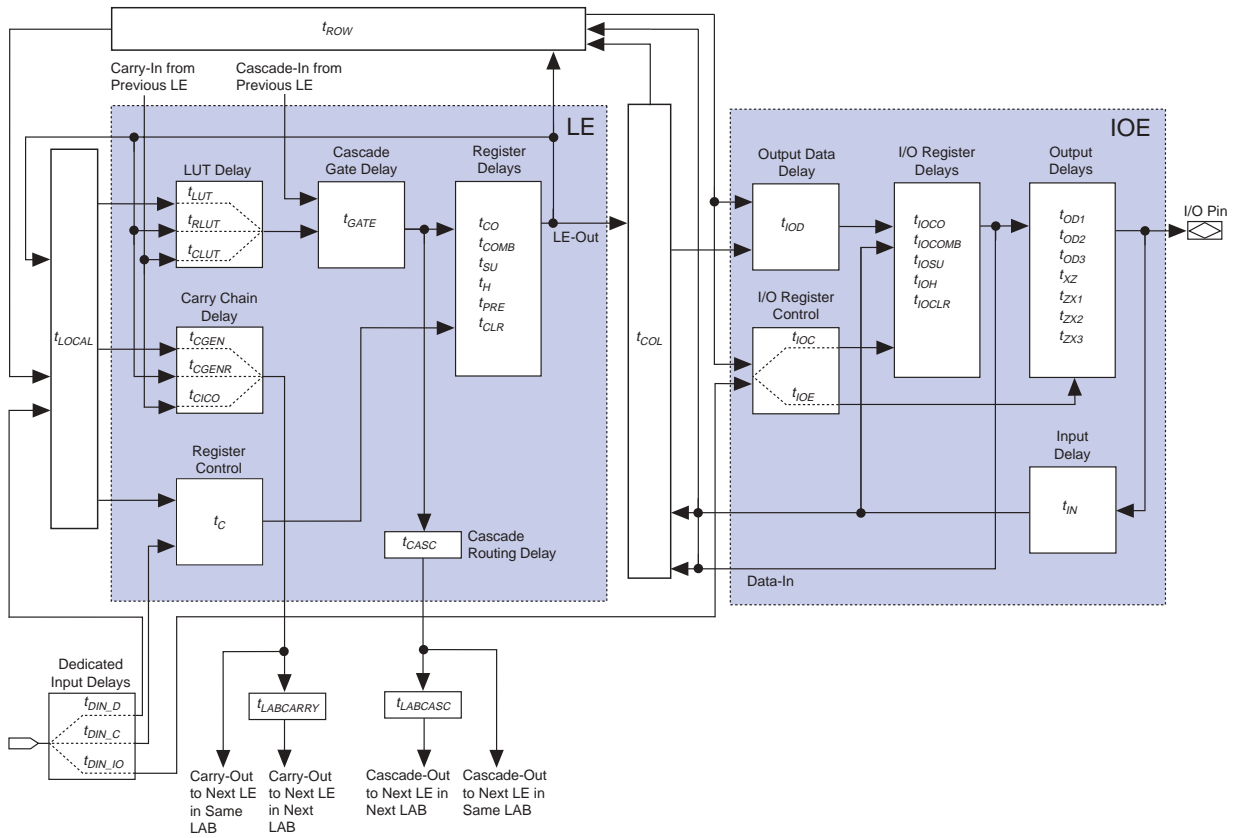 tROW
Carry-In from
Previous LE
Cascade-In from
Previous LE
LE
IOE
LUT Delay
tLUT
tRLUT
tCLUT
Cascade
Gate Delay
tGATE
Register
Delays
tCO
tCOMB
tSU
tH
tPRE
tCLR
LE-Out
Carry Chain
Delay
tCGEN
tCGENR
tCICO
tLOCAL
Register
Control
tC
tCASC
Cascade
Routing Delay
tCOL
Output Data
Delay
tIOD
I/O Register
Delays
tIOCO
tIOCOMB
tIOSU
tIOH
tIOCLR
Output
Delays
tOD1
tOD2
tOD3
tXZ
tZX1
tZX2
tZX3
I/O Pin
I/O Register
Control
tIOC
tIOE
Input
Delay
tIN
Data-In
Dedicated
Input Delays
tDIN_D
tDIN_C
tDIN_IO
tLABCARRY
tLABCASC
Carry-Out
to Next LE
in Same
LAB
Carry-Out
to Next LE
in Next
LAB
Cascade-Out
to Next LE in
Next LAB
Cascade-Out
to Next LE in
Same LAB